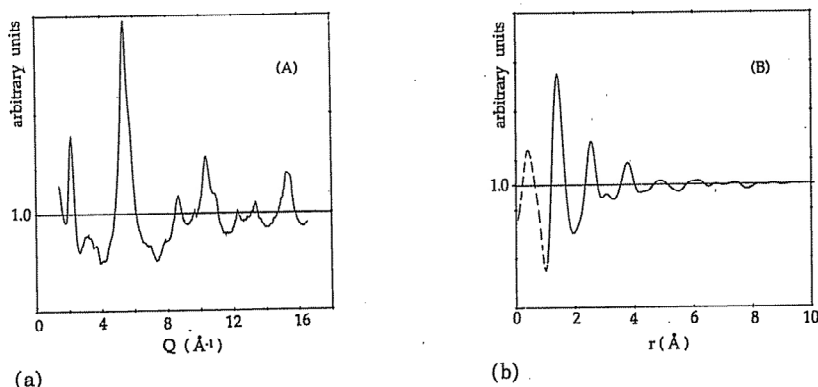 arbitrary units
(A)
1.0
0 4 8 12 16
Q (Å-1)
(a)
arbitrary units
(B)
1.0
0 2 4 6 8 10
r(Å)
(b)